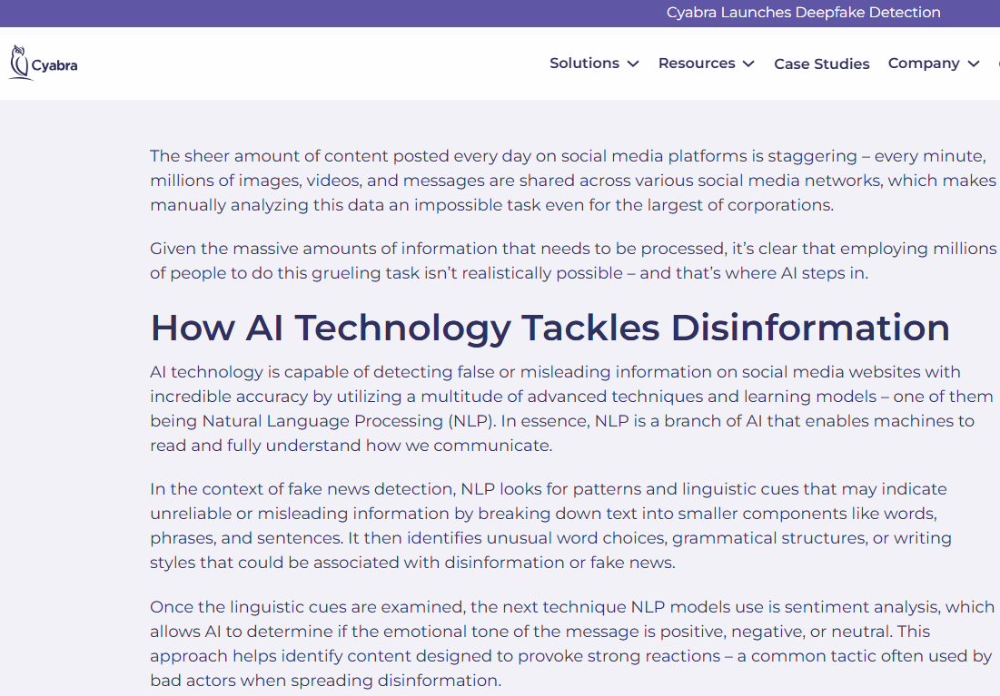 Cyabra Launches Deepfake Detection
Cyabra
Solutions
Resources
Case Studies
Company
The sheer amount of content posted every day on social media platforms is staggering – every minute,
millions of images, videos, and messages are shared across various social media networks, which makes
manually analyzing this data an impossible task even for the largest of corporations.
Given the massive amounts of information that needs to be processed, it’s clear that employing millions
of people to do this grueling task isn’t realistically possible – and that’s where AI steps in.
How AI Technology Tackles Disinformation
AI technology is capable of detecting false or misleading information on social media websites with
incredible accuracy by utilizing a multitude of advanced techniques and learning models – one of them
being Natural Language Processing (NLP). In essence, NLP is a branch of AI that enables machines to
read and fully understand how we communicate.
In the context of fake news detection, NLP looks for patterns and linguistic cues that may indicate
unreliable or misleading information by breaking down text into smaller components like words,
phrases, and sentences. It then identifies unusual word choices, grammatical structures, or writing
styles that could be associated with disinformation or fake news.
Once the linguistic cues are examined, the next technique NLP models use is sentiment analysis, which
allows AI to determine if the emotional tone of the message is positive, negative, or neutral. This
approach helps identify content designed to provoke strong reactions – a common tactic often used by
bad actors when spreading disinformation.